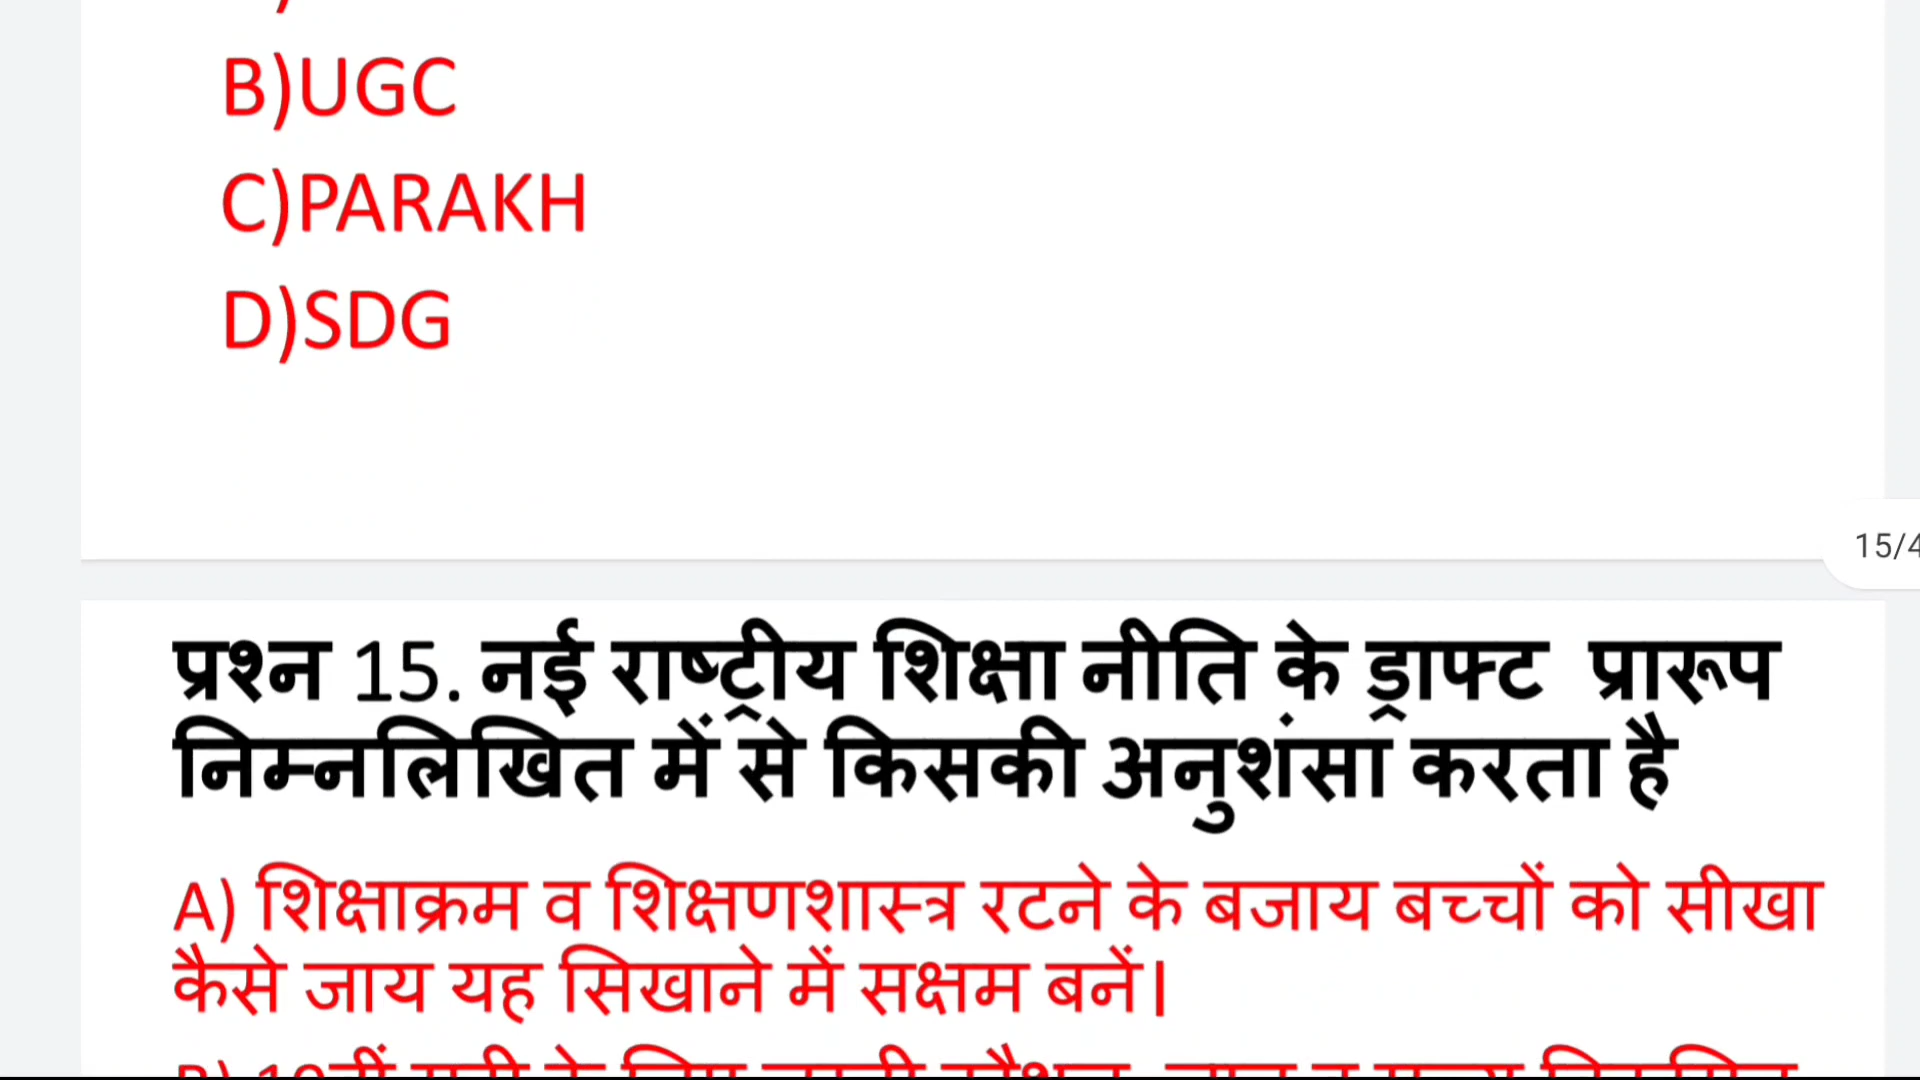 B)UGC
C)PARAKH
D)SDG
15/4
प्रश्न 15. नई राष्ट्रीय शिक्षा नीति के ड्राफ्ट प्रारूप
निम्नलिखित में से किसकी अनुशंसा करता है
A) शिक्षाक्रम व शिक्षणशास्त्र रटने के बजाय बच्चों को सीखा
कैसे जाय यह सिखाने में सक्षम बनें।